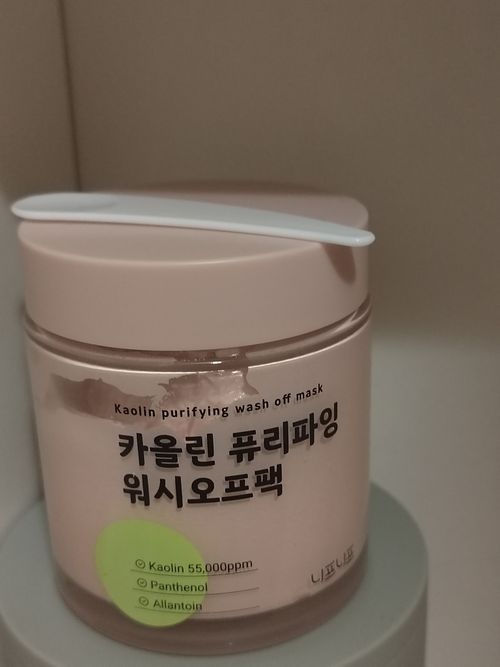 Kaolin purifying wash off mask
카올린 퓨리파잉
워시오프팩
Kaolin 55,000ppm
Panthenol
Allantoin
니프니프